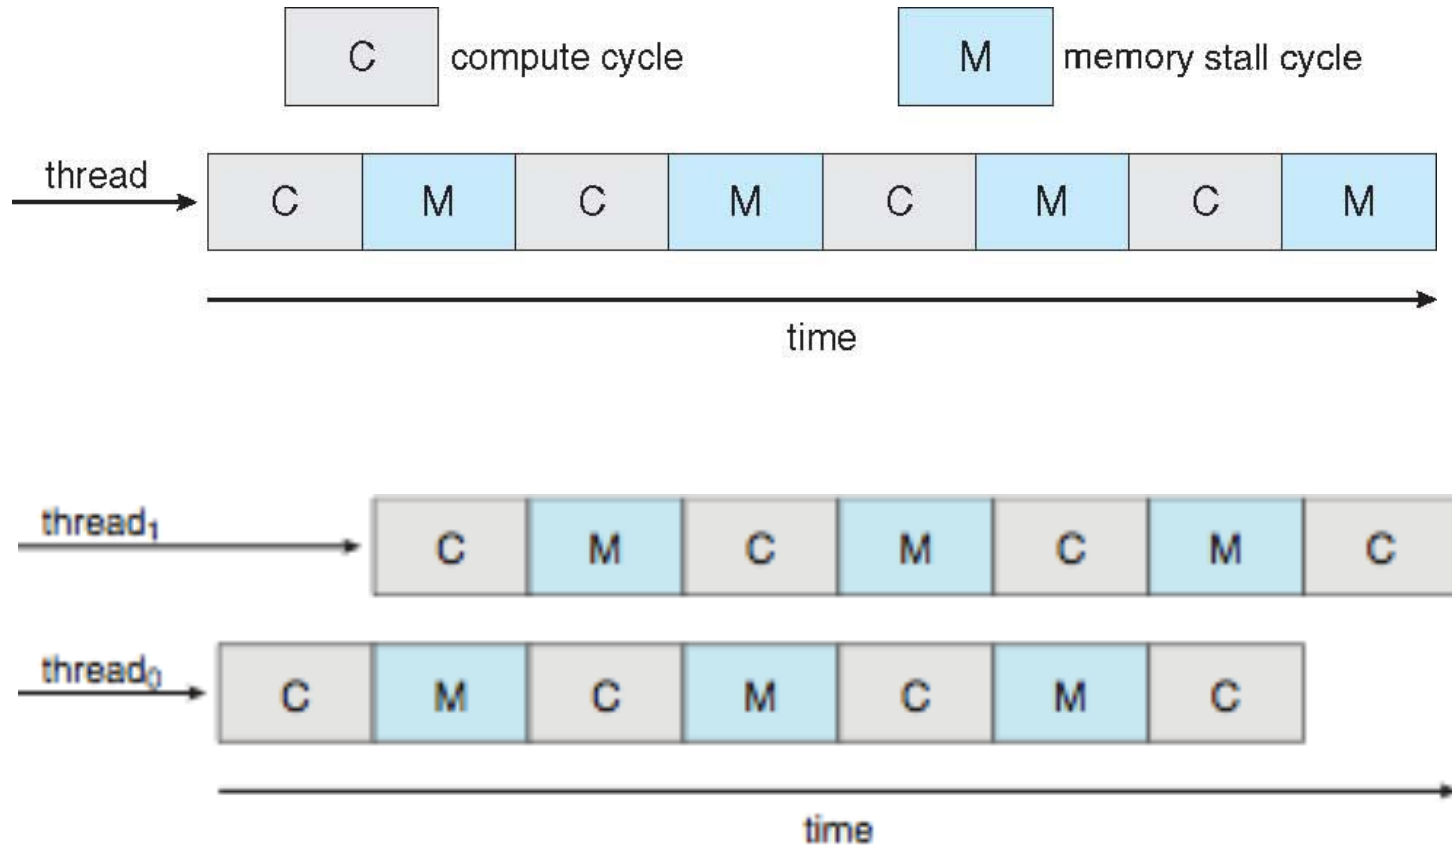 C compute cycle M memory stall cycle
thread
C M C M C M C M
time
thread₁
C M C M C M C
thread₀
C M C M C M C
time